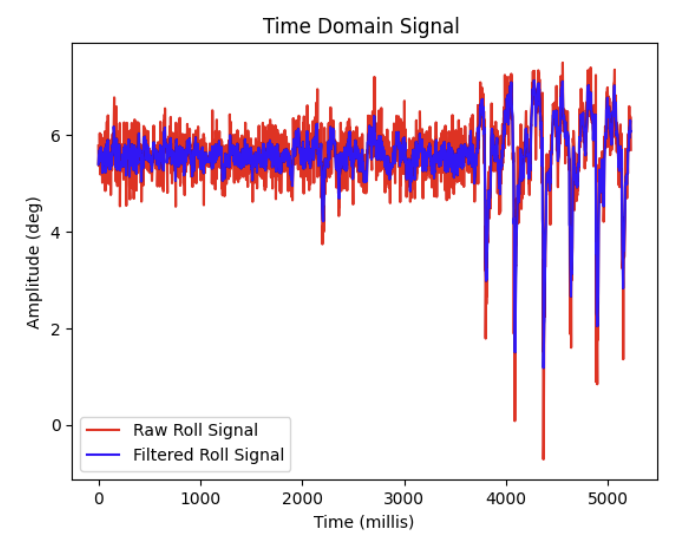 Time Domain Signal
Amplitude (deg)
6
4
2
0
Raw Roll Signal
Filtered Roll Signal
0 1000 2000 3000 4000 5000
Time (millis)